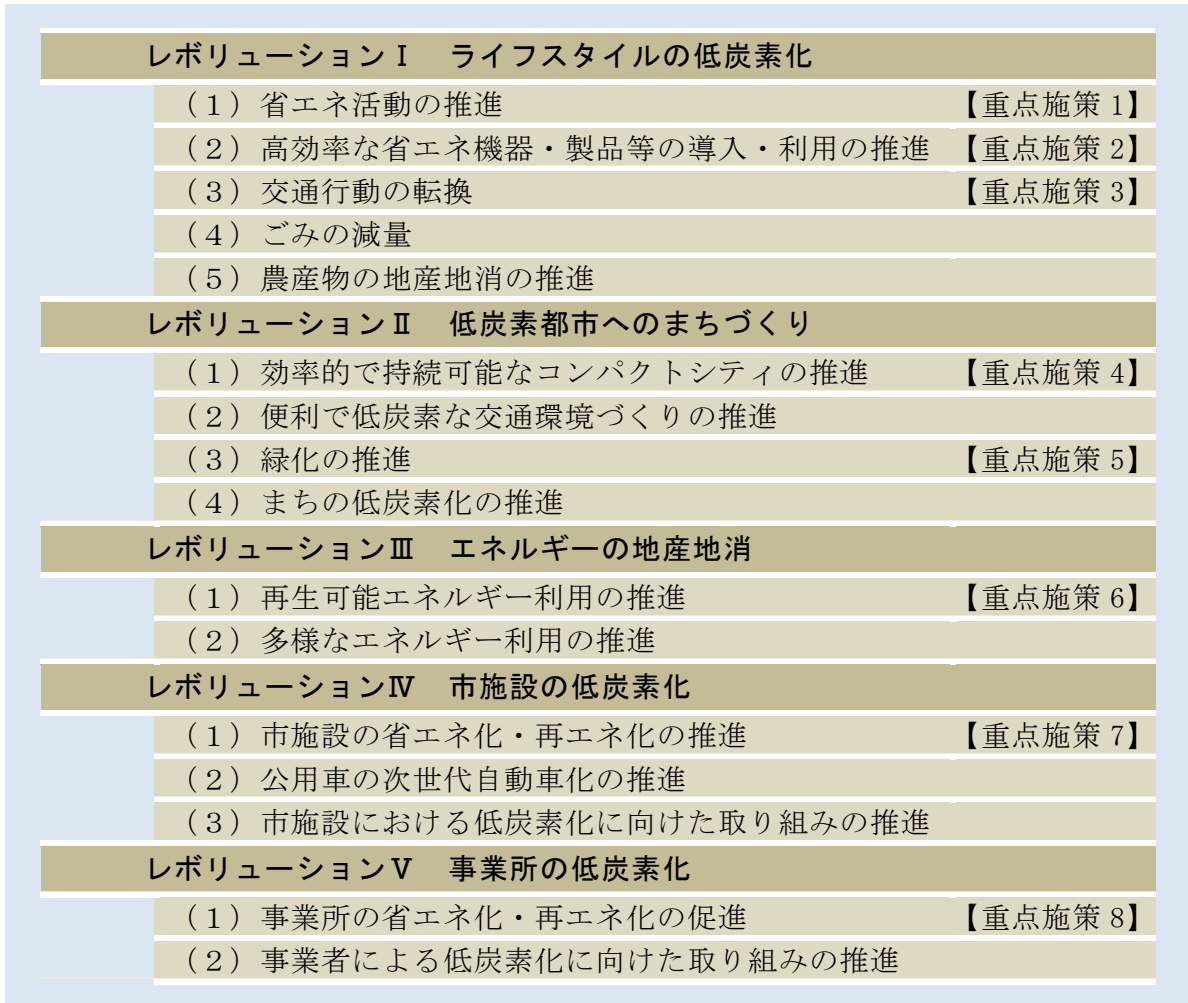 レボリューションⅠ　ライフスタイルの低炭素化
（１）省エネ活動の推進　【重点施策 1】
（２）高効率な省エネ機器・製品等の導入・利用の推進　【重点施策 2】
（３）交通行動の転換　【重点施策 3】
（４）ごみの減量
（５）農産物の地産地消の推進
レボリューションⅡ　低炭素都市へのまちづくり
（１）効率的で持続可能なコンパクトシティの推進　【重点施策 4】
（２）便利で低炭素な交通環境づくりの推進
（３）緑化の推進　【重点施策 5】
（４）まちの低炭素化の推進
レボリューションⅢ　エネルギーの地産地消
（１）再生可能エネルギー利用の推進　【重点施策 6】
（２）多様なエネルギー利用の推進
レボリューションⅣ　市施設の低炭素化
（１）市施設の省エネ化・再エネ化の推進　【重点施策 7】
（２）公用車の次世代自動車化の推進
（３）市施設における低炭素化に向けた取り組みの推進
レボリューションⅤ　事業所の低炭素化
（１）事業所の省エネ化・再エネ化の促進　【重点施策 8】
（２）事業者による低炭素化に向けた取り組みの推進